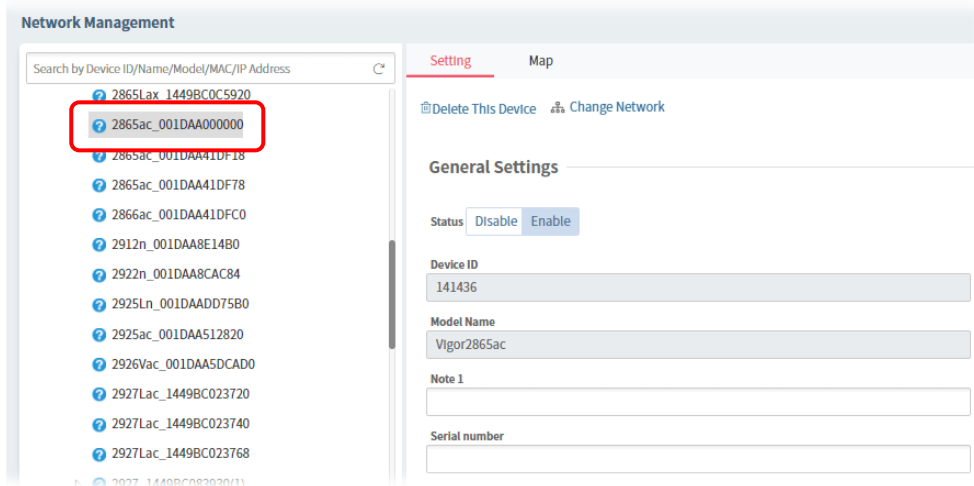 Network Management
Search by Device ID/Name/Model/MAC/IP Address
2865Lax_1449BC0C5920
2865ac_001DAA000000
2865ac_001DAA41DF18
2865ac_001DAA41DF78
2866ac_001DAA41DFC0
2912n_001DAA8E14B0
2922n_001DAA8CAC84
2925Ln_001DAADD75B0
2925ac_001DAA512820
2926Vac_001DAA5DCAD0
2927Lac_1449BC023720
2927Lac_1449BC023740
2927Lac_1449BC023768
2927_1449BC083930(1)
Setting Map
Delete This Device Change Network
General Settings
Status Disable Enable
Device ID
141436
Model Name
Vigor2865ac
Note 1
Serial number